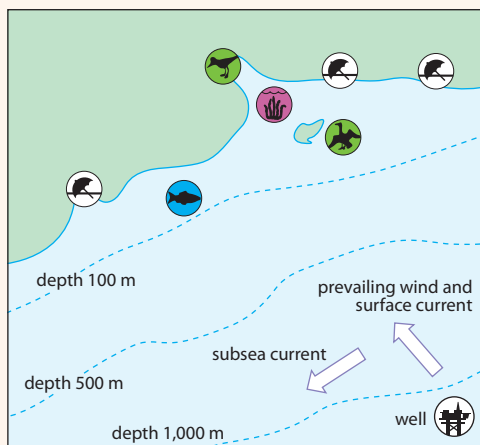 depth 100 m
prevailing wind and
surface current
subsea current
depth 500 m
well
depth 1,000 m